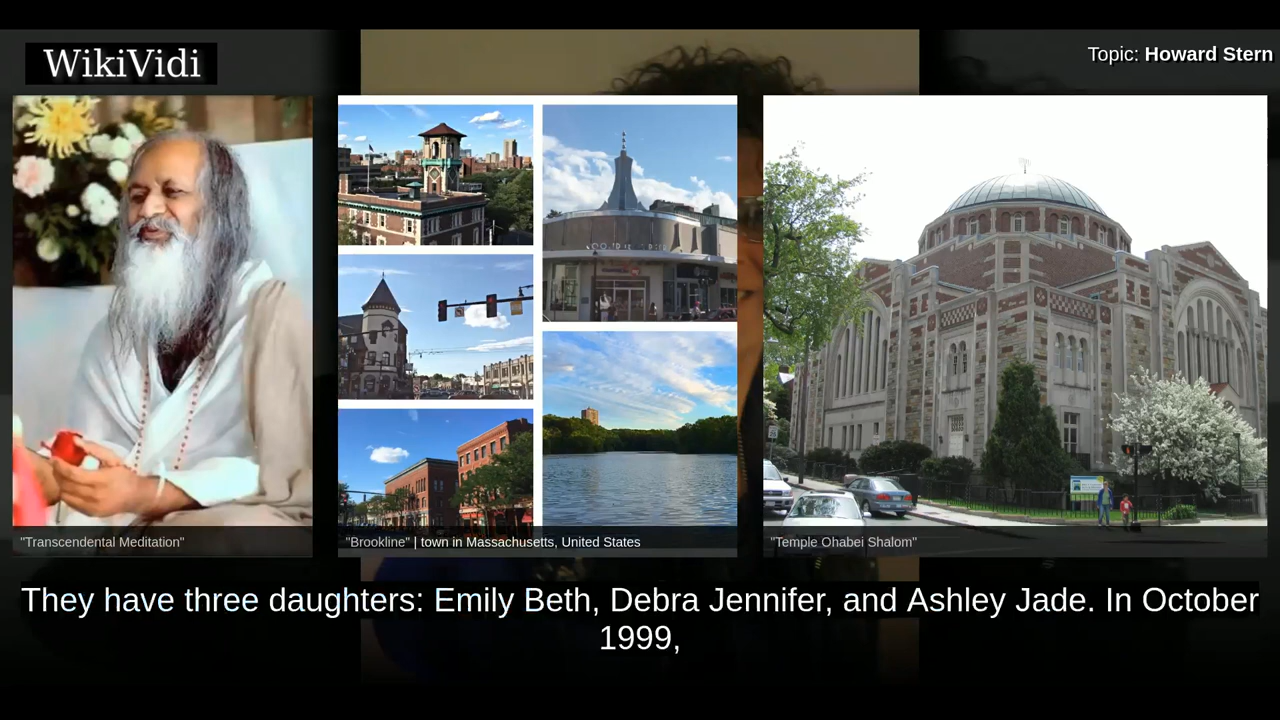 WikiVidi
Topic: Howard Stern
"Transcendental Meditation"
"Brookline" | town in Massachusetts, United States
"Temple Ohabei Shalom"
They have three daughters: Emily Beth, Debra Jennifer, and Ashley Jade. In October
1999,